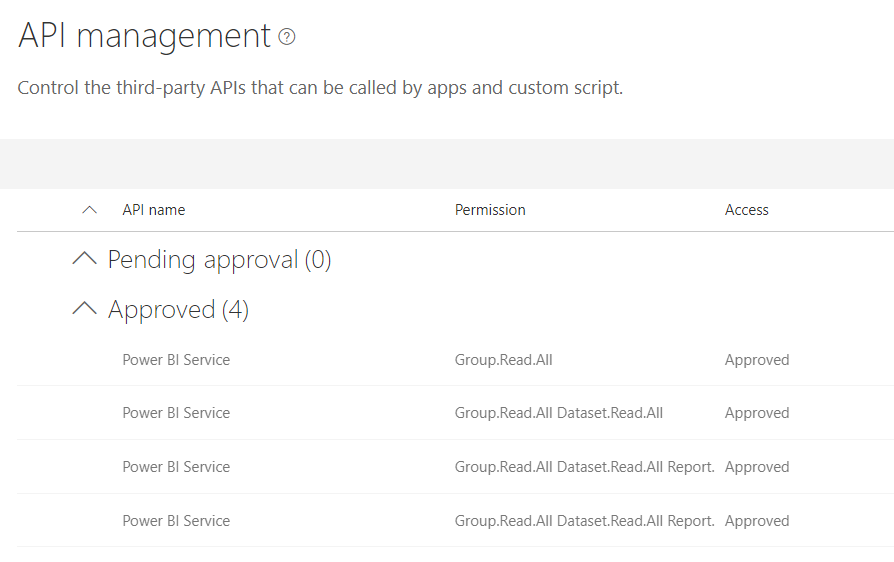 API management ?
Control the third-party APIs that can be called by apps and custom script.
API name Permission Access
Pending approval (0)
Approved (4)
Power BI Service Group.Read.All Approved
Power BI Service Group.Read.All Dataset.Read.All Approved
Power BI Service Group.Read.All Dataset.Read.All Report. Approved
Power BI Service Group.Read.All Dataset.Read.All Report. Approved